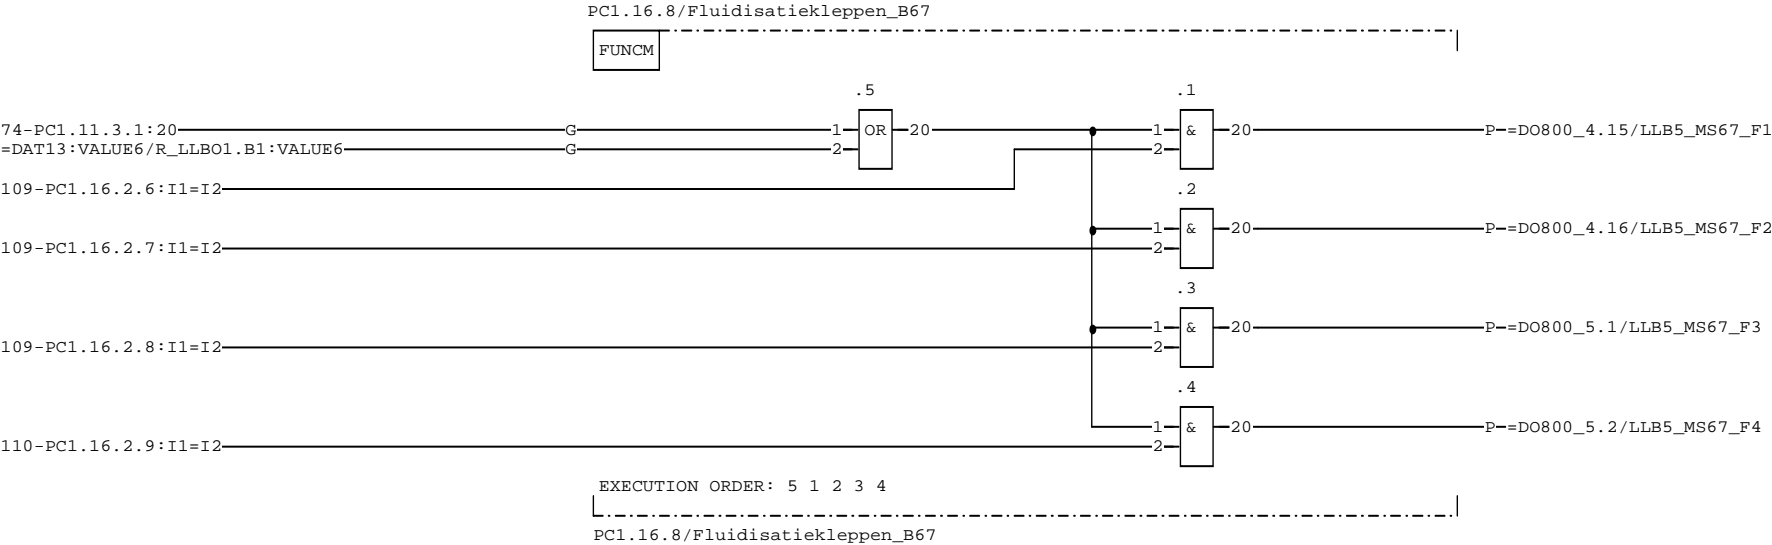 PC1.16.8/Fluidisatiekleppen_B67
FUNCM
.5 .1
74-PC1.11.3.1:20 G 1 OR 20 1 & 20 P-=DO800_4.15/LLB5_MS67_F1
=DAT13:VALUE6/R_LLBO1.B1:VALUE6 G 2 2
109-PC1.16.2.6:I1=I2 .2
1 & 20 P-=DO800_4.16/LLB5_MS67_F2
109-PC1.16.2.7:I1=I2 2
.3
1 & 20 P-=DO800_5.1/LLB5_MS67_F3
109-PC1.16.2.8:I1=I2 2
.4
1 & 20 P-=DO800_5.2/LLB5_MS67_F4
110-PC1.16.2.9:I1=I2 2
EXECUTION ORDER: 5 1 2 3 4
PC1.16.8/Fluidisatiekleppen_B67